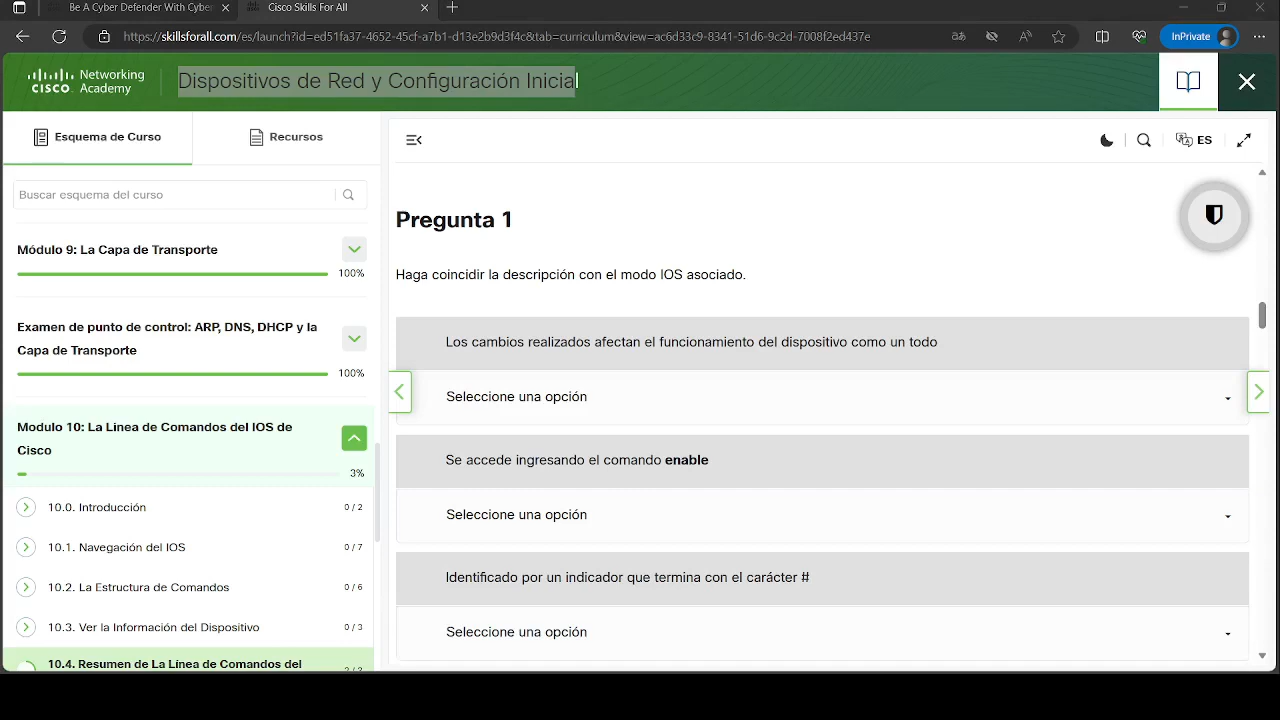 Be A Cyber Defender With Cyber
Cisco Skills For All
https://skillsforall.com/es/launch?id=ed51fa37-4652-45cf-a7b1-d13e2b9d3f4c&tab=curriculum&view=ac6d33c9-8341-51d6-9c2d-7008f2ed437e
InPrivate
CISCO
Networking
Academy
Dispositivos de Red y Configuración Inicial
Esquema de Curso
Recursos
ES
Buscar esquema del curso
Módulo 9: La Capa de Transporte
100%
Examen de punto de control: ARP, DNS, DHCP y la
Capa de Transporte
100%
Modulo 10: La Linea de Comandos del IOS de
Cisco
3%
10.0. Introducción 0 / 2
10.1. Navegación del IOS 0 / 7
10.2. La Estructura de Comandos 0 / 6
10.3. Ver la Información del Dispositivo 0 / 3
10.4. Resumen de La Línea de Comandos del
Pregunta 1
Haga coincidir la descripción con el modo IOS asociado.
Los cambios realizados afectan el funcionamiento del dispositivo como un todo
Seleccione una opción
Se accede ingresando el comando enable
Seleccione una opción
Identificado por un indicador que termina con el carácter #
Seleccione una opción